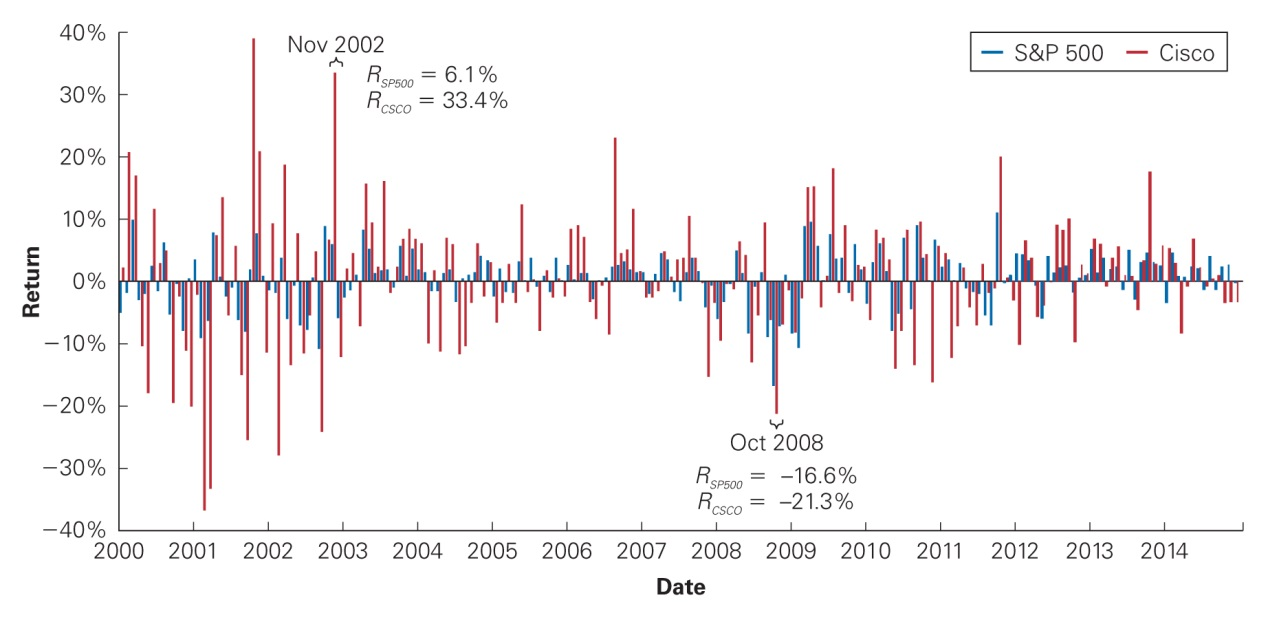 40%
30%
20%
10%
0%
−10%
−20%
−30%
−40%
Return
Nov 2002
R_SP500 = 6.1%
R_CSCO = 33.4%
S&P 500
Cisco
Oct 2008
R_SP500 = −16.6%
R_CSCO = −21.3%
2000 2001 2002 2003 2004 2005 2006 2007 2008 2009 2010 2011 2012 2013 2014
Date